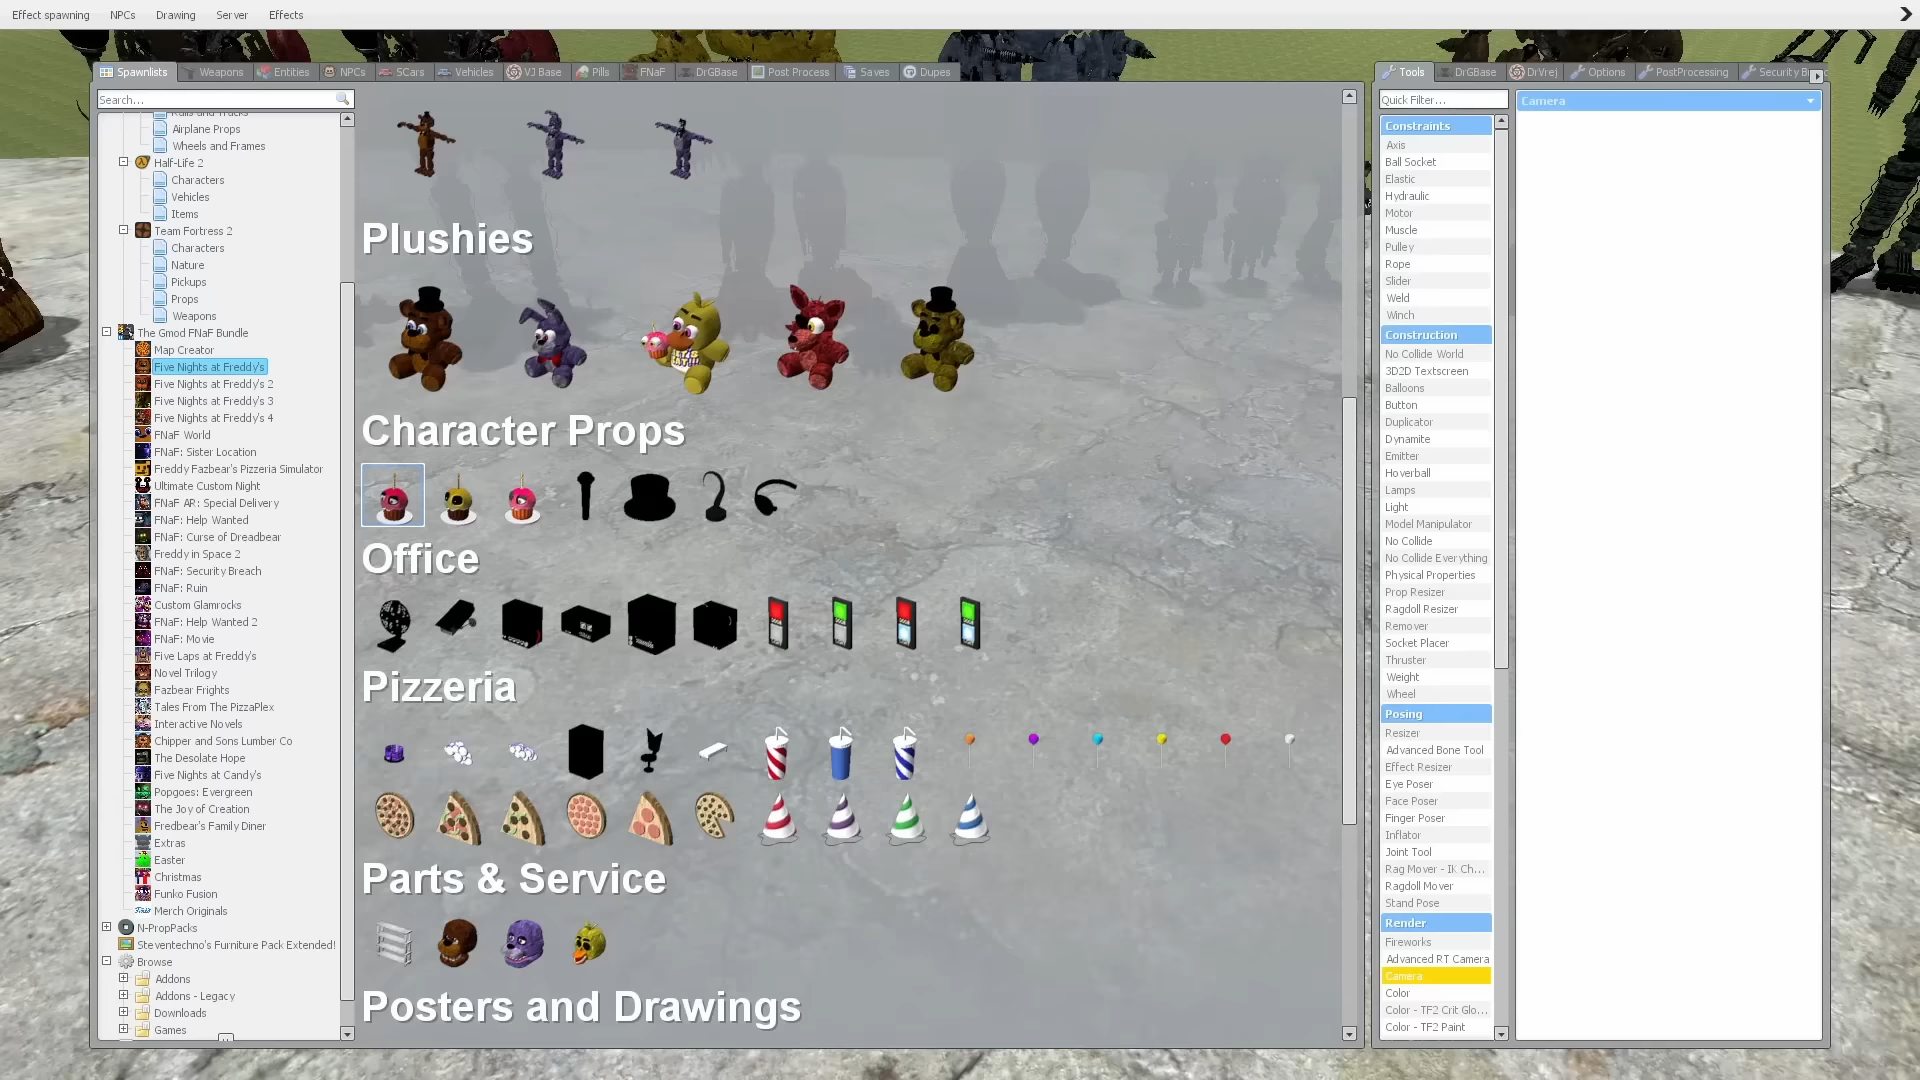 Effect spawning NPCs Drawing Server Effects
Spawnlists Weapons Entities NPCs SCars Vehicles VJ Base Pills FNaF DrGBase Post Process Saves Dupes
Search...
Rails and Tracks
Airplane Props
Wheels and Frames
Half-Life 2
Characters
Vehicles
Items
Team Fortress 2
Characters
Nature
Pickups
Props
Weapons
The Gmod FNaF Bundle
Map Creator
Five Nights at Freddy's
Five Nights at Freddy's 2
Five Nights at Freddy's 3
Five Nights at Freddy's 4
FNaF World
FNaF: Sister Location
Freddy Fazbear's Pizzeria Simulator
Ultimate Custom Night
FNaF AR: Special Delivery
FNaF: Help Wanted
FNaF: Curse of Dreadbear
Freddy in Space 2
FNaF: Security Breach
FNaF: Ruin
Custom Glamrocks
FNaF: Help Wanted 2
FNaF: Movie
Five Laps at Freddy's
Novel Trilogy
Fazbear Frights
Tales From The PizzaPlex
Interactive Novels
Chipper and Sons Lumber Co
The Desolate Hope
Five Nights at Candy's
Popgoes: Evergreen
The Joy of Creation
Fredbear's Family Diner
Extras
Easter
Christmas
Funko Fusion
Merch Originals
N-PropPacks
Steventechno's Furniture Pack Extended!
Browse
Addons
Addons - Legacy
Downloads
Games
Plushies
Character Props
Office
Pizzeria
Parts & Service
Posters and Drawings
Tools DrGBase DrVrej Options PostProcessing Security
Quick Filter...
Constraints
Axis
Ball Socket
Elastic
Hydraulic
Motor
Muscle
Pulley
Rope
Slider
Weld
Winch
Construction
No Collide World
3D2D Textscreen
Balloons
Button
Duplicator
Dynamite
Emitter
Hoverball
Lamps
Light
Model Manipulator
No Collide
No Collide Everything
Physical Properties
Prop Resizer
Ragdoll Resizer
Remover
Socket Placer
Thruster
Weight
Wheel
Posing
Resizer
Advanced Bone Tool
Effect Resizer
Eye Poser
Face Poser
Finger Poser
Inflator
Joint Tool
Rag Mover - IK Ch...
Ragdoll Mover
Stand Pose
Render
Fireworks
Advanced RT Camera
Camera
Color
Color - TF2 Crit Glo...
Color - TF2 Paint
Camera